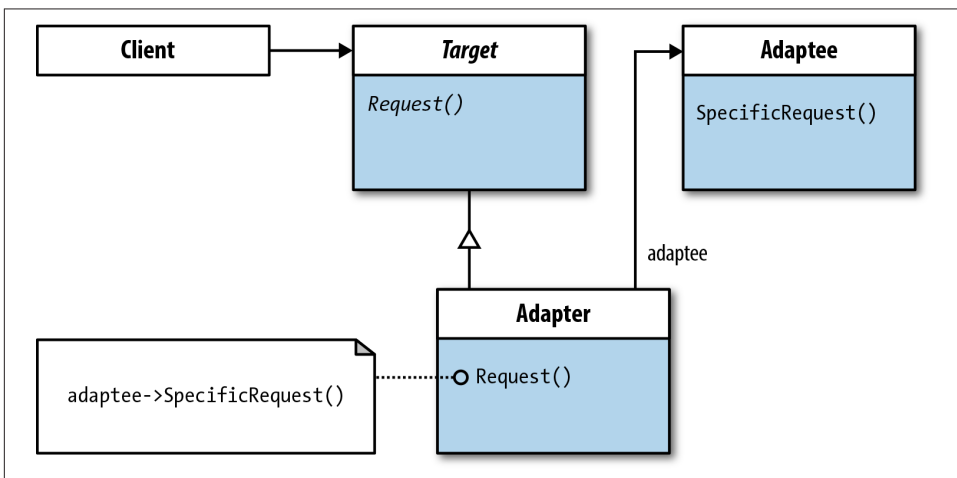 Client
Target
Request()
Adaptee
SpecificRequest()
adaptee
Adapter
Request()
adaptee->SpecificRequest()